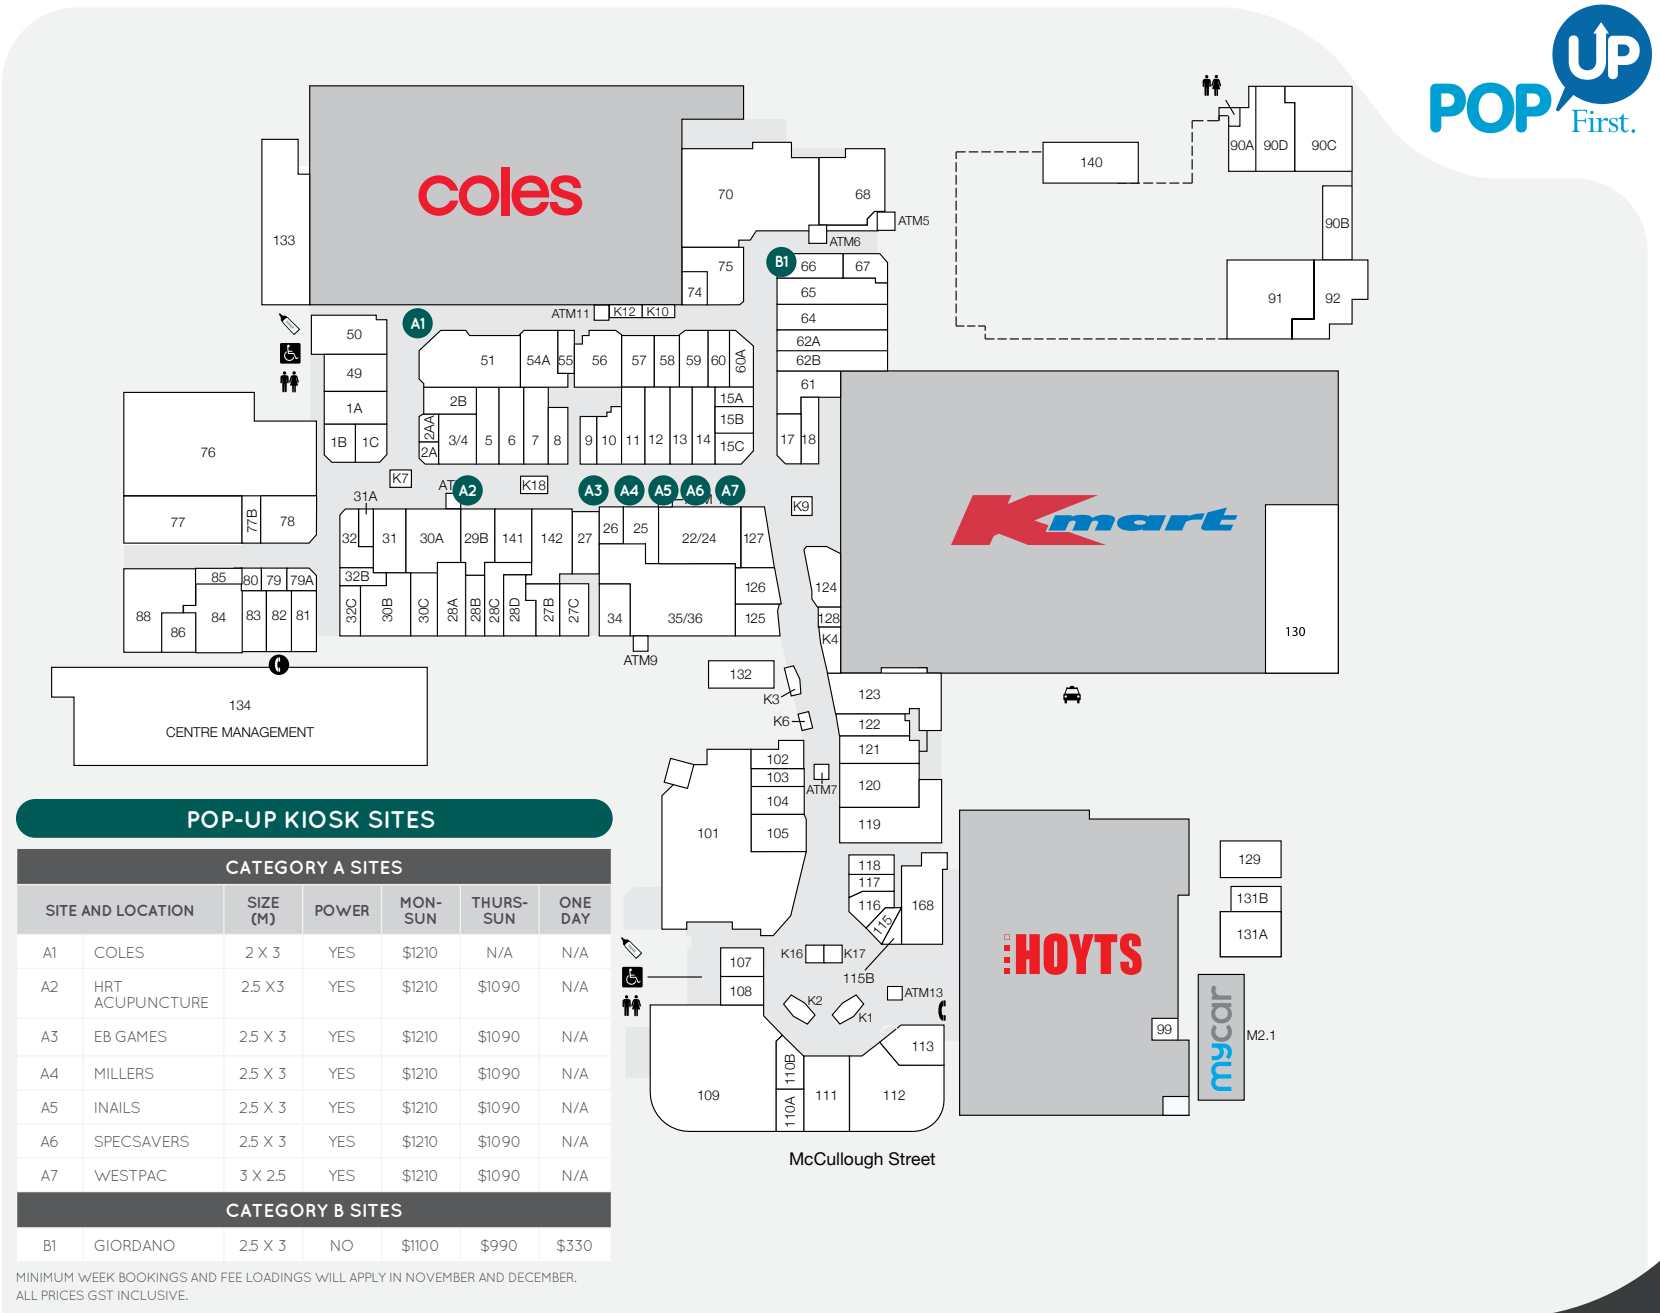 POP UP
First.
coles
133
70
68
ATM5
ATM6
75
74
B1
66
67
65
64
62A
62B
61
17
18
ATM11
K12
K10
A1
50
49
1A
1B
1C
51
54A
55
56
57
58
59
60
60A
2B
2AA
2A
3/4
5
6
7
8
9
10
11
12
13
14
15A
15B
15C
140
90A
90D
90C
90B
91
92
76
77
77B
78
K7
AT
A2
K18
A3
A4
A5
A6
A7
K9
31A
32
31
30A
29B
141
142
27
26
25
22/24
127
32B
32C
30B
30C
28A
28B
28C
28D
27B
27C
34
35/36
126
125
124
128
K4
Kmart
130
85
80
79
79A
88
86
84
83
82
81
ATM9
132
K3
K6
134
CENTRE MANAGEMENT
123
122
121
120
119
ATM7
101
102
103
104
105
118
117
116
115
168
115B
K16
K17
107
108
K2
K1
ATM13
109
110B
110A
111
112
113
HOYTS
99
129
131B
131A
mycar
M2.1
McCullough Street
POP-UP KIOSK SITES
CATEGORY A SITES
SITE AND LOCATION SIZE (M) POWER MON-SUN THURS-SUN ONE DAY
A1 COLES 2 X 3 YES $1210 N/A N/A
A2 HRT ACUPUNCTURE 2.5 X3 YES $1210 $1090 N/A
A3 EB GAMES 2.5 X 3 YES $1210 $1090 N/A
A4 MILLERS 2.5 X 3 YES $1210 $1090 N/A
A5 INAILS 2.5 X 3 YES $1210 $1090 N/A
A6 SPECSAVERS 2.5 X 3 YES $1210 $1090 N/A
A7 WESTPAC 3 X 2.5 YES $1210 $1090 N/A
CATEGORY B SITES
B1 GIORDANO 2.5 X 3 NO $1100 $990 $330
MINIMUM WEEK BOOKINGS AND FEE LOADINGS WILL APPLY IN NOVEMBER AND DECEMBER.
ALL PRICES GST INCLUSIVE.